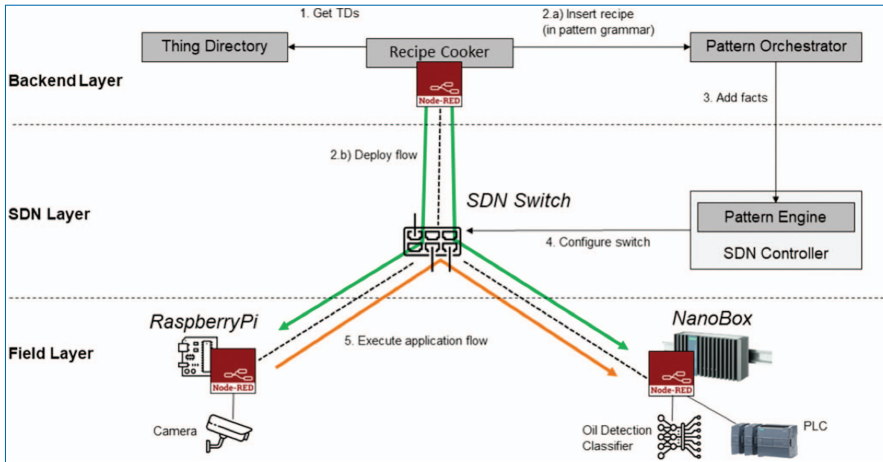 1. Get TDs
2.a) Insert recipe
(in pattern grammar)
Thing Directory
Recipe Cooker
Pattern Orchestrator
Backend Layer
Node-RED
3. Add facts
2.b) Deploy flow
SDN Switch
SDN Layer
Pattern Engine
4. Configure switch
SDN Controller
RaspberryPi
NanoBox
5. Execute application flow
Field Layer
Node-RED
Node-RED
Camera
Oil Detection
Classifier
PLC